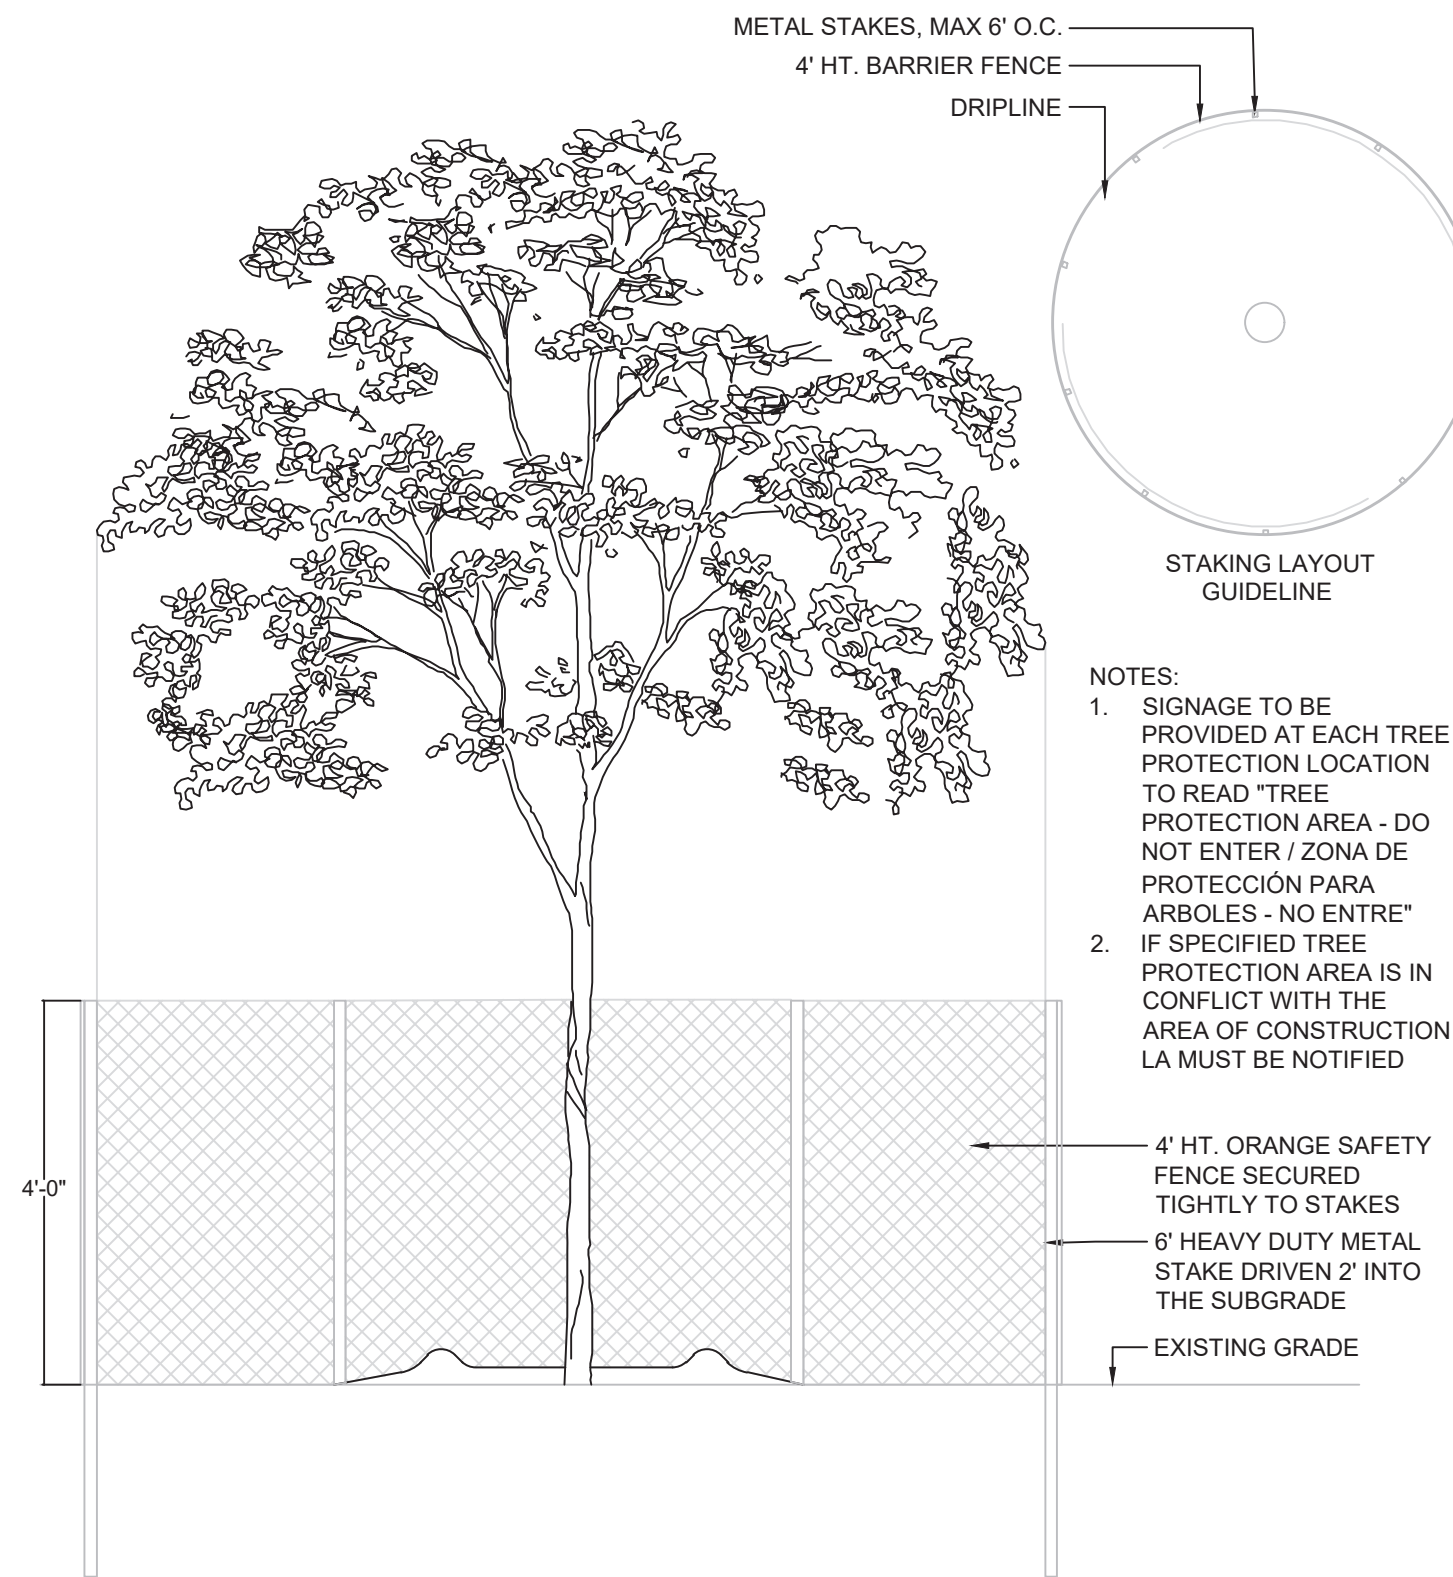 METAL STAKES, MAX 6' O.C.
4' HT. BARRIER FENCE
DRIPLINE
STAKING LAYOUT
GUIDELINE
NOTES:
1. SIGNAGE TO BE
PROVIDED AT EACH TREE
PROTECTION LOCATION
TO READ "TREE
PROTECTION AREA - DO
NOT ENTER / ZONA DE
PROTECCIÓN PARA
ARBOLES - NO ENTRE"
2. IF SPECIFIED TREE
PROTECTION AREA IS IN
CONFLICT WITH THE
AREA OF CONSTRUCTION
LA MUST BE NOTIFIED
4' HT. ORANGE SAFETY
FENCE SECURED
TIGHTLY TO STAKES
4'-0"
6' HEAVY DUTY METAL
STAKE DRIVEN 2' INTO
THE SUBGRADE
EXISTING GRADE